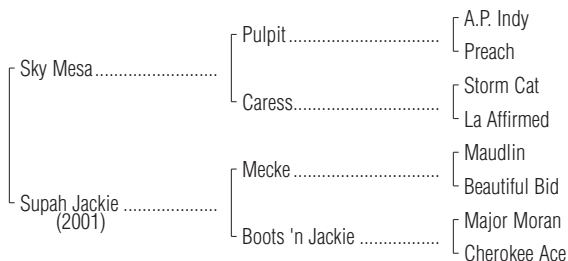 A.P. Indy
Pulpit
Preach
Sky Mesa
Storm Cat
Caress
La Affirmed
Maudlin
Mecke
Beautiful Bid
Supah Jackie
(2001)
Major Moran
Boots 'n Jackie
Cherokee Ace